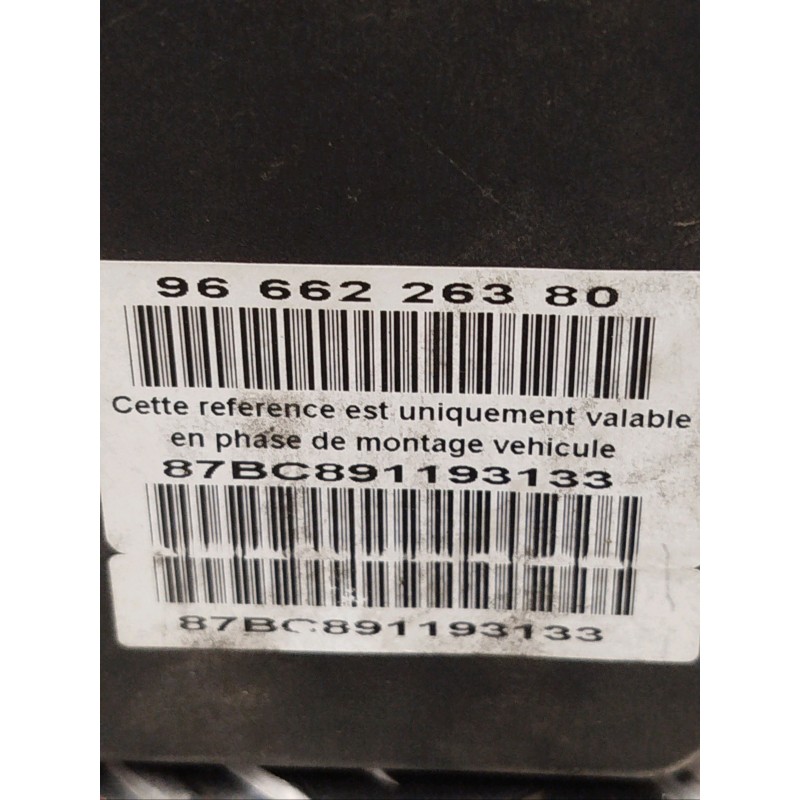 96 662 263 80
Cette reference est uniquement valable
en phase de montage vehicule
87BC891193133
87BC891193133